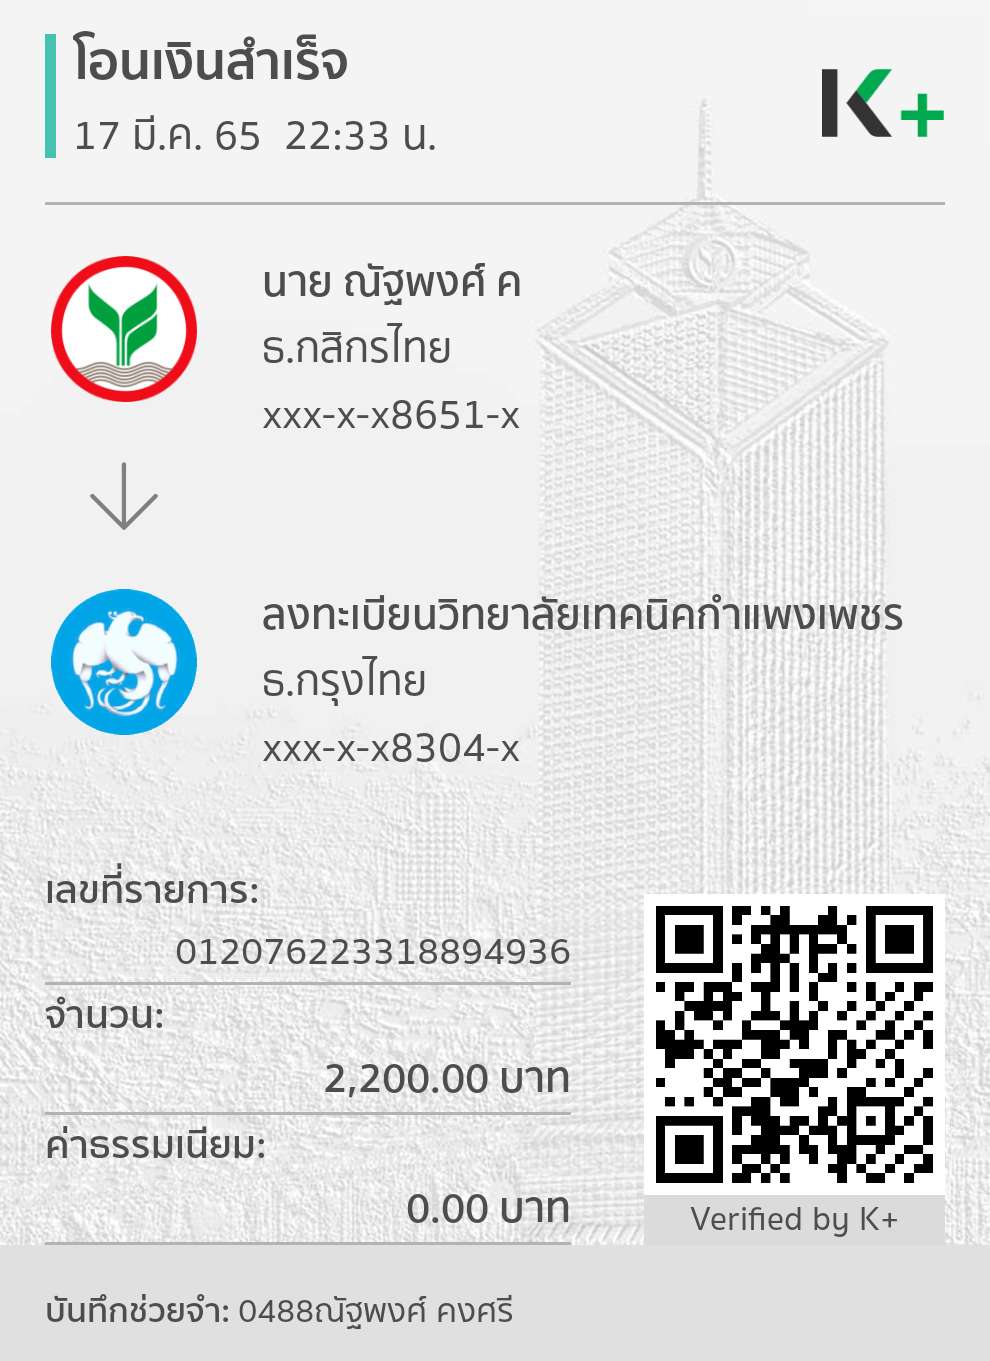 โอนเงินสำเร็จ
17 มี.ค. 65 22:33 น.
K+
นาย ณัฐพงศ์ ค
ธ.กสิกรไทย
xxx-x-x8651-x
ลงทะเบียนวิทยาลัยเทคนิคกำแพงเพชร
ธ.กรุงไทย
xxx-x-x8304-x
เลขที่รายการ:
012076223318894936
จำนวน:
2,200.00 บาท
ค่าธรรมเนียม:
0.00 บาท
Verified by K+
บันทึกช่วยจำ: 0488ณัฐพงศ์ คงศรี